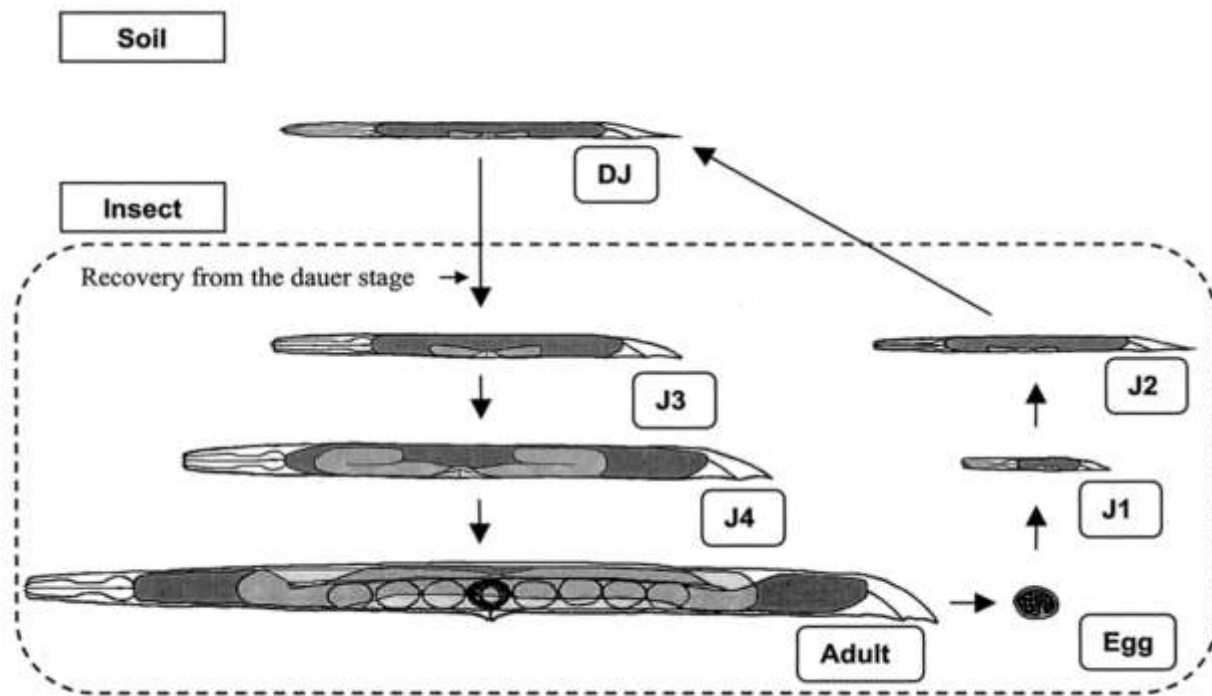 Soil
DJ
Insect
Recovery from the dauer stage
J3
J2
J4
J1
Adult
Egg